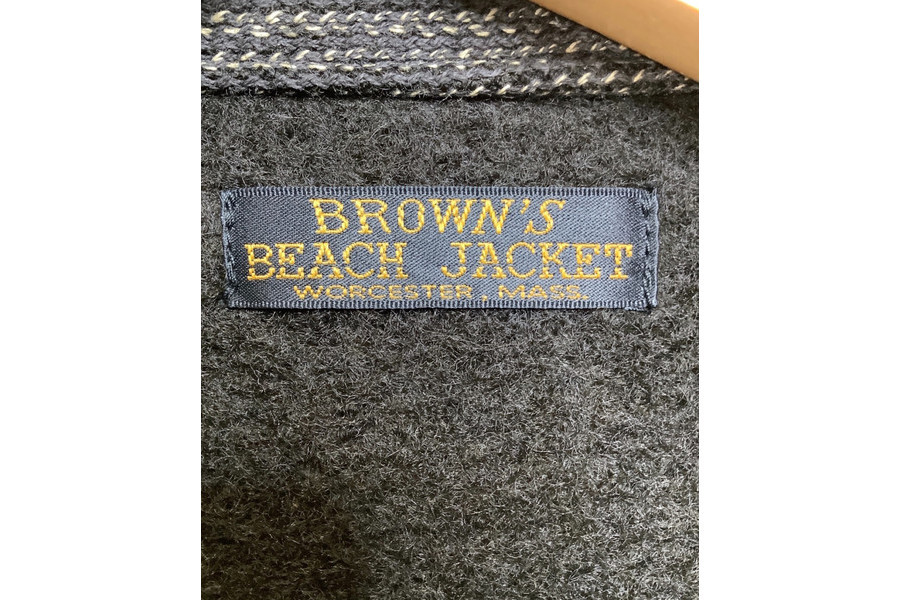 BROWN'S
BEACH JACKET
WORCESTER, MASS.